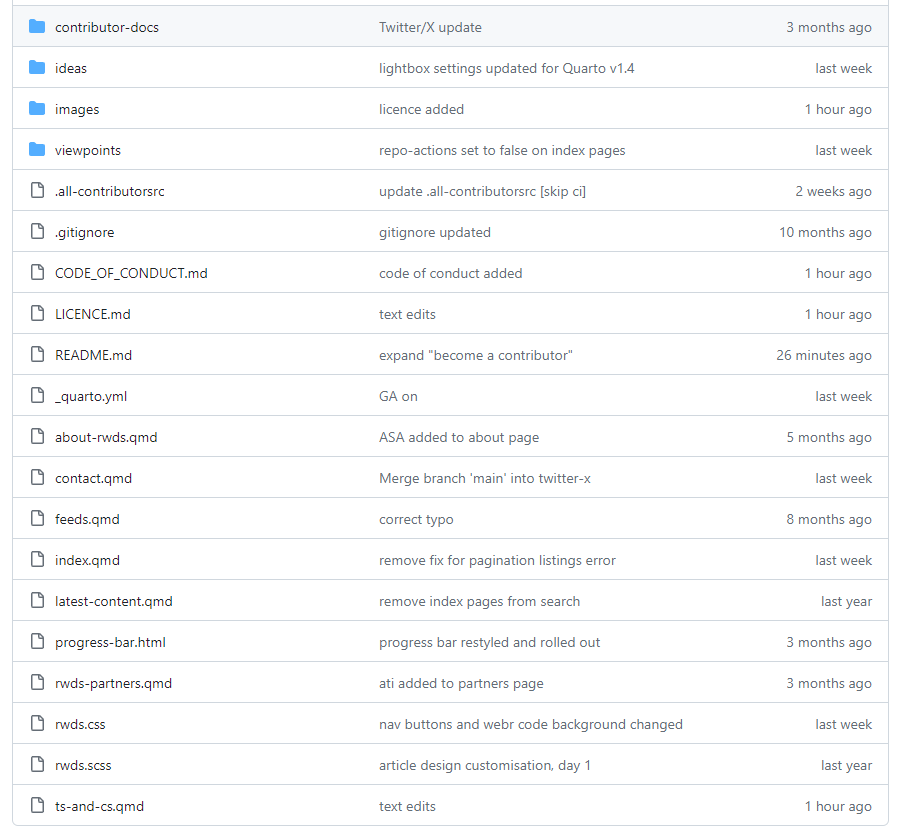 contributor-docs Twitter/X update 3 months ago
ideas lightbox settings updated for Quarto v1.4 last week
images licence added 1 hour ago
viewpoints repo-actions set to false on index pages last week
.all-contributorsrc update .all-contributorsrc [skip ci] 2 weeks ago
.gitignore gitignore updated 10 months ago
CODE_OF_CONDUCT.md code of conduct added 1 hour ago
LICENCE.md text edits 1 hour ago
README.md expand "become a contributor" 26 minutes ago
_quarto.yml GA on last week
about-rwds.qmd ASA added to about page 5 months ago
contact.qmd Merge branch 'main' into twitter-x last week
feeds.qmd correct typo 8 months ago
index.qmd remove fix for pagination listings error last week
latest-content.qmd remove index pages from search last year
progress-bar.html progress bar restyled and rolled out 3 months ago
rwds-partners.qmd ati added to partners page 3 months ago
rwds.css nav buttons and webr code background changed last week
rwds.scss article design customisation, day 1 last year
ts-and-cs.qmd text edits 1 hour ago